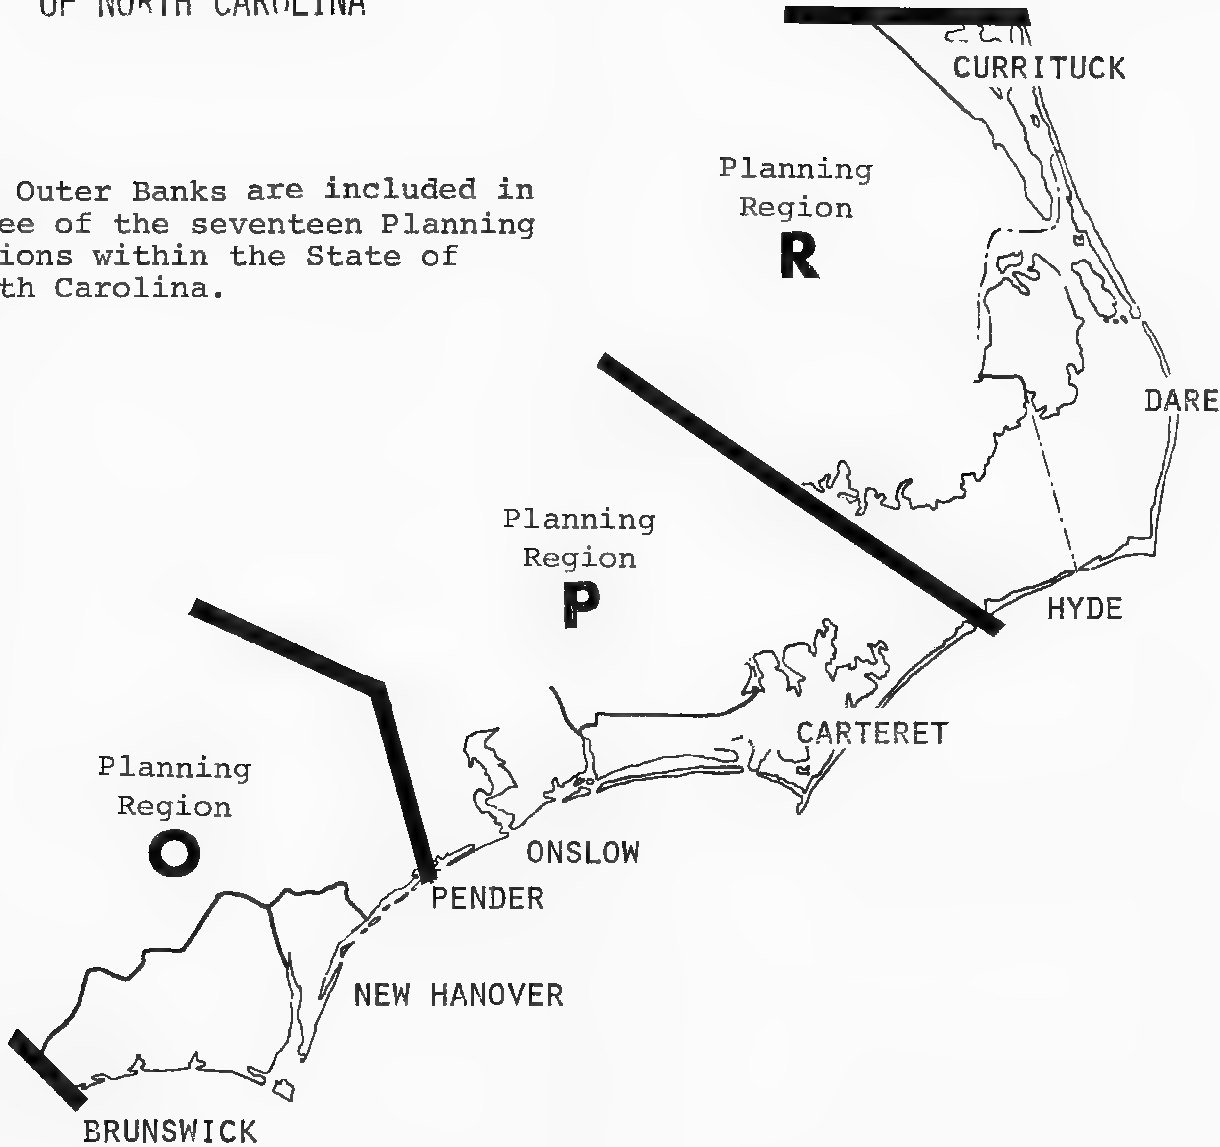 OF NORTH CAROLINA
CURRITUCK
Planning
Region
R
Outer Banks are included in
ee of the seventeen Planning
ions within the State of
th Carolina.
DARE
Planning
Region
P
HYDE
CARTERET
Planning
Region
O
ONSLOW
PENDER
NEW HANOVER
BRUNSWICK